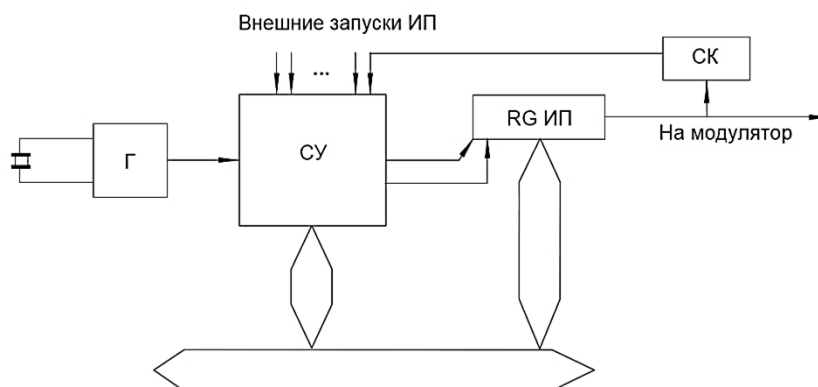 Внешние запуски ИП
...
СК
RG ИП
На модулятор
Г
СУ